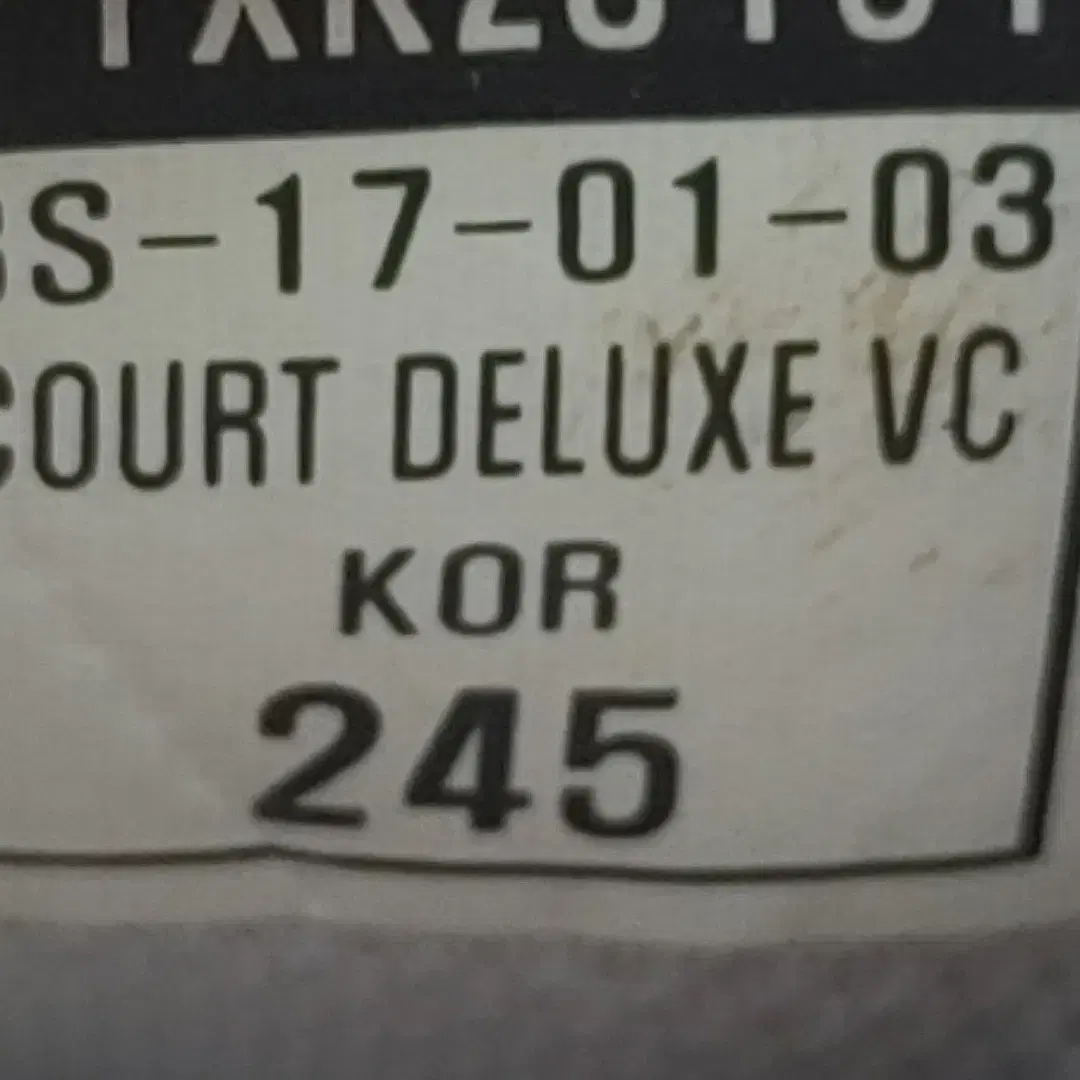 S-17-01-03
COURT DELUXE VC
KOR
245